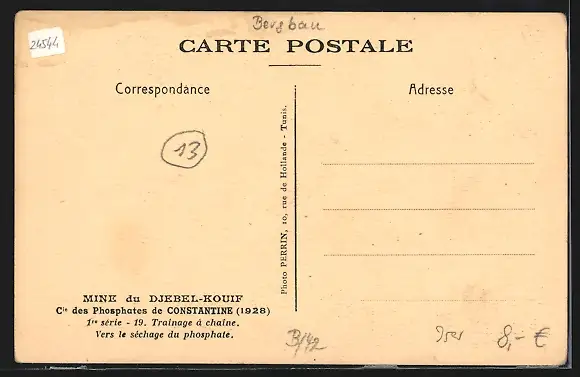 Bergbau
24544
CARTE POSTALE
Correspondance
Adresse
13
Photo PERRIN, 10, rue de Hollande - Tunis.
MINE du DJEBEL-KOUIF
Cie des Phosphates de CONSTANTINE (1928)
1re série - 19. Traînage à chaîne.
Vers le séchage du phosphate.
B/42
8,- €